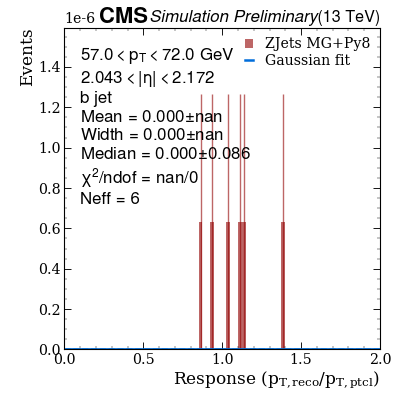 1e-6 CMS Simulation Preliminary (13 TeV)
Events
57.0 < pT < 72.0 GeV
2.043 < |η| < 2.172
b jet
Mean = 0.000±nan
Width = 0.000±nan
Median = 0.000±0.086
χ²/ndof = nan/0
Neff = 6
ZJets MG+Py8
Gaussian fit
1.4
1.2
1.0
0.8
0.6
0.4
0.2
0.0
0.0 0.5 1.0 1.5 2.0
Response (pT,reco/pT,ptcl)